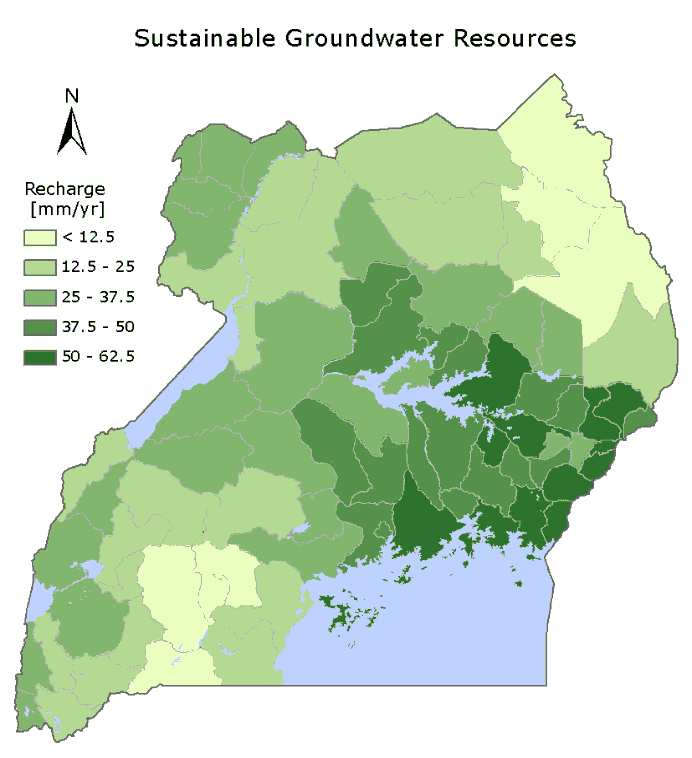 Sustainable Groundwater Resources
N
Recharge
[mm/yr]
< 12.5
12.5 - 25
25 - 37.5
37.5 - 50
50 - 62.5